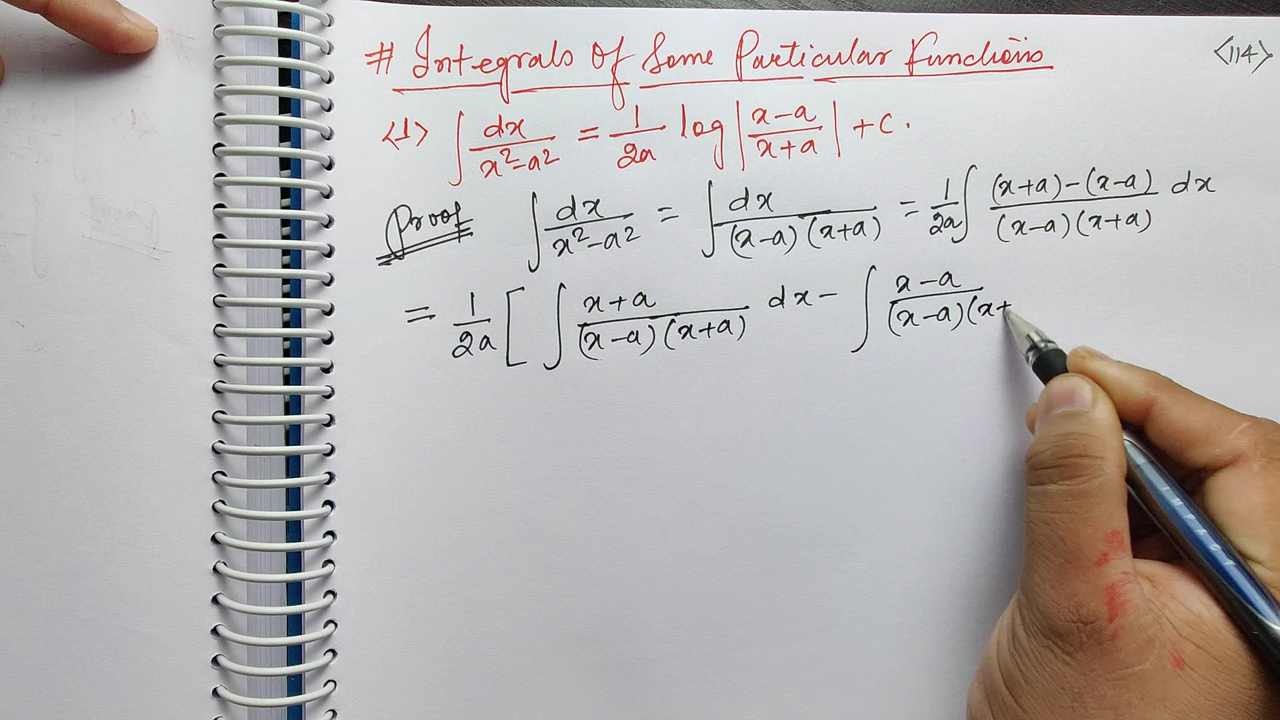 # Integrals Of Some Particular Functions <114>
<1> ∫ dx/(x²-a²) = 1/2a log |(x-a)/(x+a)| + c.
Proof ∫ dx/(x²-a²) = ∫ dx/((x-a)(x+a)) = 1/2a ∫ ((x+a)-(x-a))/((x-a)(x+a)) dx
= 1/2a [ ∫ (x+a)/((x-a)(x+a)) dx - ∫ (x-a)/((x-a)(x+